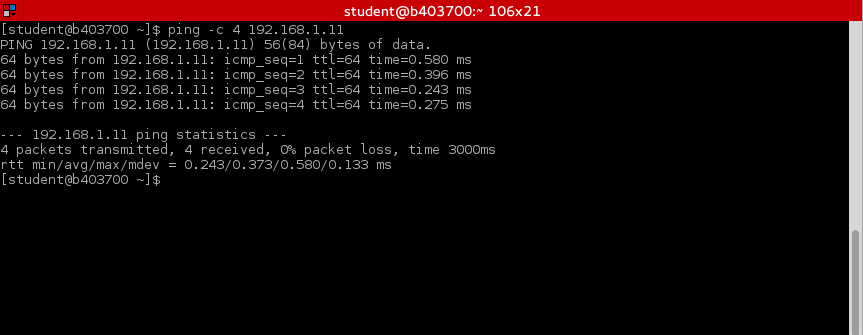 student@b403700:~ 106x21
[student@b403700 ~]$ ping -c 4 192.168.1.11
PING 192.168.1.11 (192.168.1.11) 56(84) bytes of data.
64 bytes from 192.168.1.11: icmp_seq=1 ttl=64 time=0.580 ms
64 bytes from 192.168.1.11: icmp_seq=2 ttl=64 time=0.396 ms
64 bytes from 192.168.1.11: icmp_seq=3 ttl=64 time=0.243 ms
64 bytes from 192.168.1.11: icmp_seq=4 ttl=64 time=0.275 ms
--- 192.168.1.11 ping statistics ---
4 packets transmitted, 4 received, 0% packet loss, time 3000ms
rtt min/avg/max/mdev = 0.243/0.373/0.580/0.133 ms
[student@b403700 ~]$